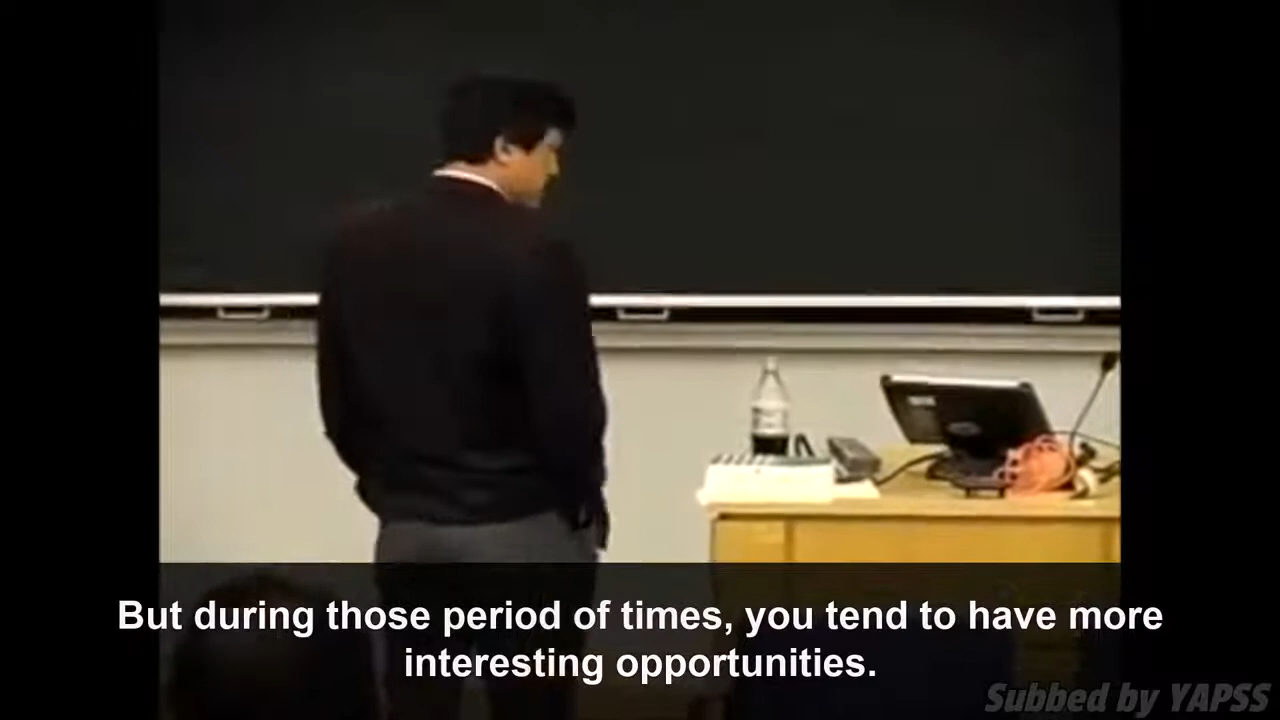 But during those period of times, you tend to have more
interesting opportunities.
Subbed by YAPSS